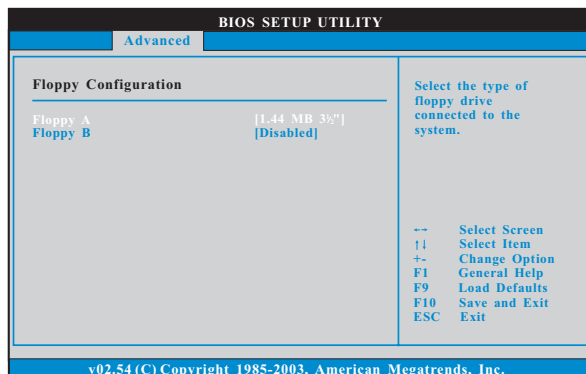 BIOS SETUP UTILITY
Advanced
Floppy Configuration
Floppy A [1.44 MB 3½"]
Floppy B [Disabled]
Select the type of
floppy drive
connected to the
system.
←→ Select Screen
↑↓ Select Item
+- Change Option
F1 General Help
F9 Load Defaults
F10 Save and Exit
ESC Exit
v02.54 (C) Copyright 1985-2003, American Megatrends, Inc.